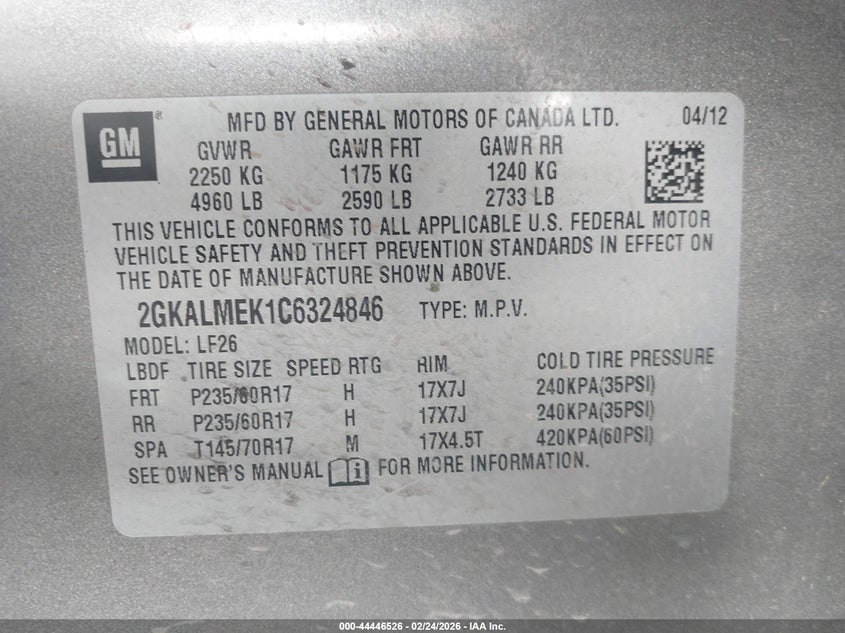 GM ®
MFD BY GENERAL MOTORS OF CANADA LTD. 04/12
GVWR GAWR FRT GAWR RR
2250 KG 1175 KG 1240 KG
4960 LB 2590 LB 2733 LB
THIS VEHICLE CONFORMS TO ALL APPLICABLE U.S. FEDERAL MOTOR
VEHICLE SAFETY AND THEFT PREVENTION STANDARDS IN EFFECT ON
THE DATE OF MANUFACTURE SHOWN ABOVE.
2GKALMEK1C6324846 TYPE: M.P.V.
MODEL: LF26
LBDF TIRE SIZE SPEED RTG RIM COLD TIRE PRESSURE
FRT P235/60R17 H 17X7J 240KPA(35PSI)
RR P235/60R17 H 17X7J 240KPA(35PSI)
SPA T145/70R17 M 17X4.5T 420KPA(60PSI)
SEE OWNER'S MANUAL i FOR MORE INFORMATION.
000-44446526 - 02/24/2026 - IAA Inc.